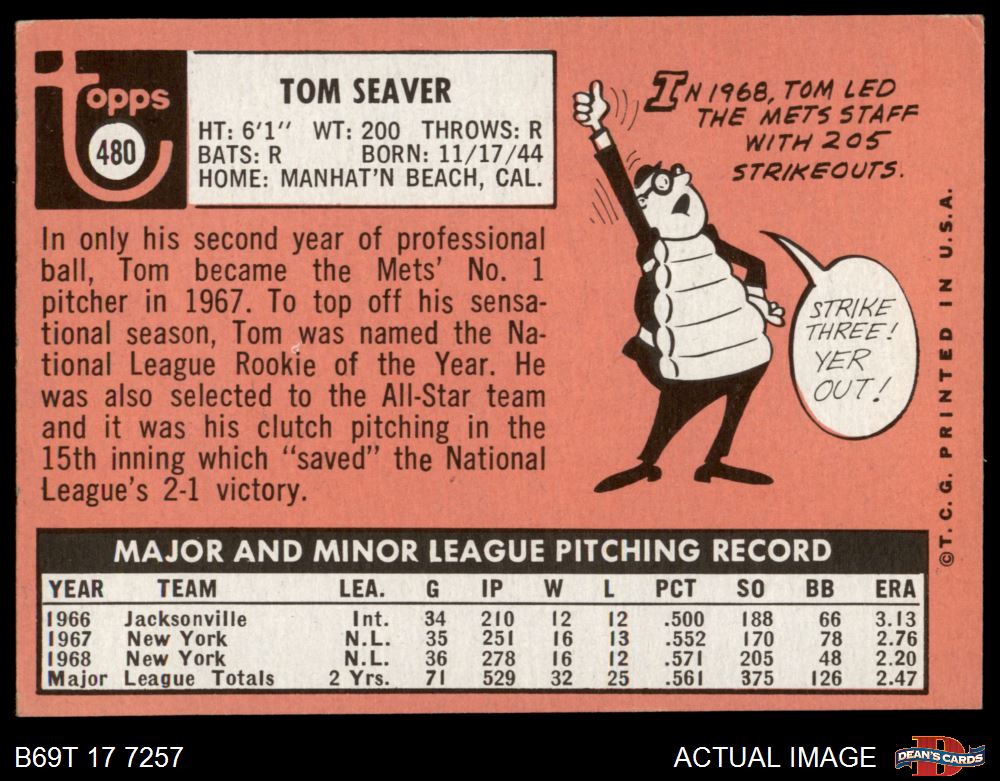 Topps
480
TOM SEAVER
HT: 6'1" WT: 200 THROWS: R
BATS: R BORN: 11/17/44
HOME: MANHAT'N BEACH, CAL.
In only his second year of professional
ball, Tom became the Mets' No. 1
pitcher in 1967. To top off his sensa-
tional season, Tom was named the Na-
tional League Rookie of the Year. He
was also selected to the All-Star team
and it was his clutch pitching in the
15th inning which "saved" the National
League's 2-1 victory.
IN 1968, TOM LED
THE METS STAFF
WITH 205
STRIKEOUTS.
STRIKE
THREE!
YER
OUT!
© T.C.G. PRINTED IN U.S.A.
MAJOR AND MINOR LEAGUE PITCHING RECORD
YEAR TEAM LEA. G IP W L PCT SO BB ERA
1966 Jacksonville Int. 34 210 12 12 .500 188 66 3.13
1967 New York N.L. 35 251 16 13 .552 170 78 2.76
1968 New York N.L. 36 278 16 12 .571 205 48 2.20
Major League Totals 2 Yrs. 71 529 32 25 .561 375 126 2.47
B69T 17 7257
ACTUAL IMAGE
D
DEAN'S CARDS